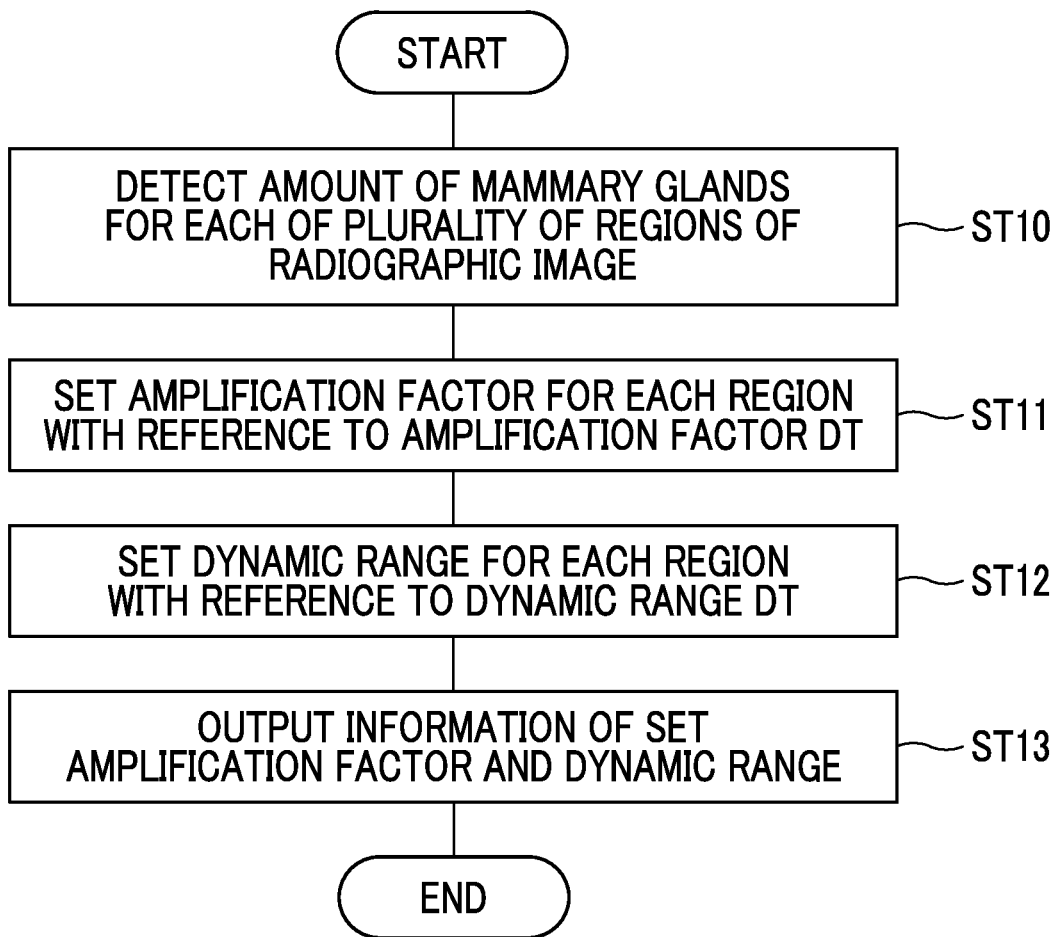 START
DETECT AMOUNT OF MAMMARY GLANDS
FOR EACH OF PLURALITY OF REGIONS OF
RADIOGRAPHIC IMAGE
ST10
SET AMPLIFICATION FACTOR FOR EACH REGION
WITH REFERENCE TO AMPLIFICATION FACTOR DT
ST11
SET DYNAMIC RANGE FOR EACH REGION
WITH REFERENCE TO DYNAMIC RANGE DT
ST12
OUTPUT INFORMATION OF SET
AMPLIFICATION FACTOR AND DYNAMIC RANGE
ST13
END